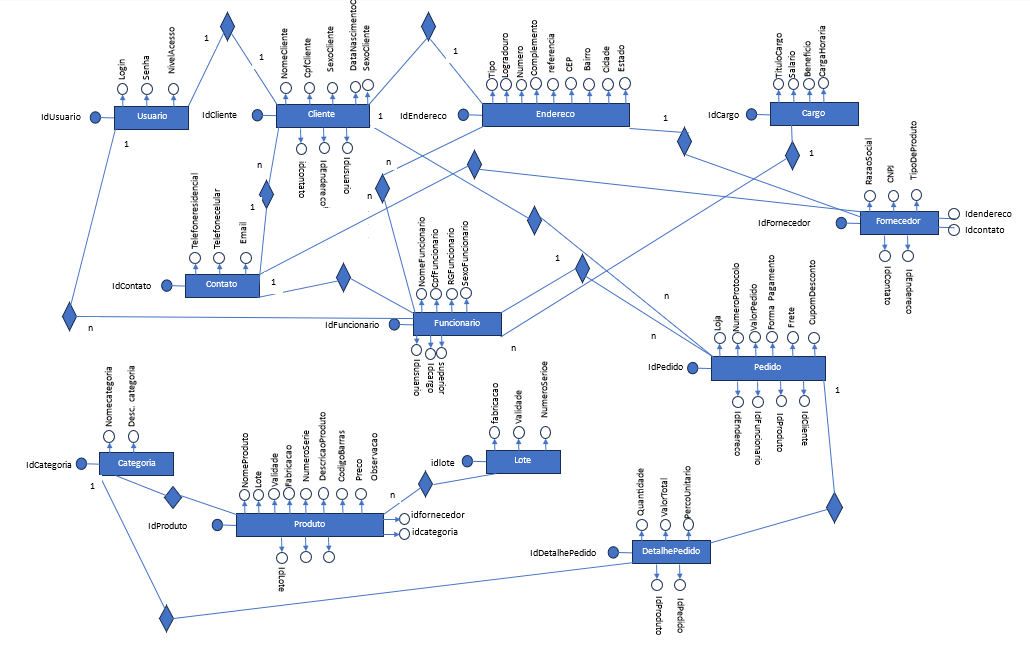 Login
Senha
NivelAcesso
IdUsuario
Usuario
1
1
1
NomeCliente
CpfCliente
SexoCliente
DataNascimentoC
SexoCliente
IdCliente
Cliente
idcontato
IdEndereco
Idusuario
1
n
1
1
Tipo
Logradouro
Numero
Complemento
referencia
CEP
Bairro
Cidade
Estado
IdEndereco
Endereco
1
n
n
TituloCargo
Salario
Beneficio
CargaHoraria
IdCargo
Cargo
1
RazaoSocial
CNPJ
TipoDeProduto
IdFornecedor
Fornecedor
Idendereco
Idcontato
IdContato
IdEndereco
Telefoneresidencial
Telefonecelular
Email
IdContato
Contato
1
NomeFuncionario
CpfFuncionario
RGFuncionario
SexoFuncionario
IdFuncionario
Funcionario
Idusuario
Idcargo
superior
n
n
1
n
n
Loja
NumeroProtocolo
ValorPedido
Forma Pagamento
Frete
CupomDesconto
IdPedido
Pedido
IdEndereco
IdFuncionario
IdProduto
IdCliente
1
Nomecategoria
Desc. categoria
IdCategoria
Categoria
1
NomeProduto
Lote
Validade
Fabricacao
NumeroSerie
DescricaoProduto
CodigoBarras
Preco
Observacao
IdProduto
Produto
idfornecedor
idcategoria
IdLote
n
fabricacao
Validade
NumeroSerioe
idlote
Lote
Quantidade
ValorTotal
PercoUnitario
IdDetalhePedido
DetalhePedido
IdProduto
IdPedido